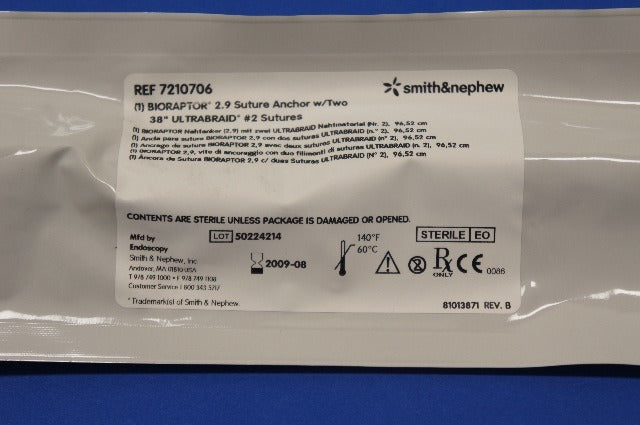 REF 7210706
smith&nephew
(1) BIORAPTOR° 2.9 Suture Anchor w/Two
38" ULTRABRAID° #2 Sutures
(1) BIORAPTOR Nahtanker (2.9) mit zwei ULTRABRAID Nahtmaterial (Nr. 2), 96,52 cm
(1) Ancla para sutura BIORAPTOR 2,9 con dos suturas ULTRABRAID (n.° 2), 96,52 cm
(1) Ancrage de suture BIORAPTOR 2,9 avec deux sutures ULTRABRAID (n° 2), 96,52 cm
(1) BIORAPTOR 2,9, vite di ancoraggio con due filimenti di sutura ULTRABRAID (n. 2), 96,52 cm
(1) Âncora de Sutura BIORAPTOR 2,9 c/ duas Suturas ULTRABRAID (N° 2), 96,52 cm
CONTENTS ARE STERILE UNLESS PACKAGE IS DAMAGED OR OPENED.
Mfd by
Endoscopy
Smith & Nephew, Inc
Andover, MA 01810 USA
T 978 749 1000 • F 978 749 1108
Customer Service 1 800 343 5717
* Trademark(s) of Smith & Nephew.
LOT 50224214
2009-08
140°F
60°C
STERILE EO
2
Rx ONLY
CE 0086
81013871 REV. B